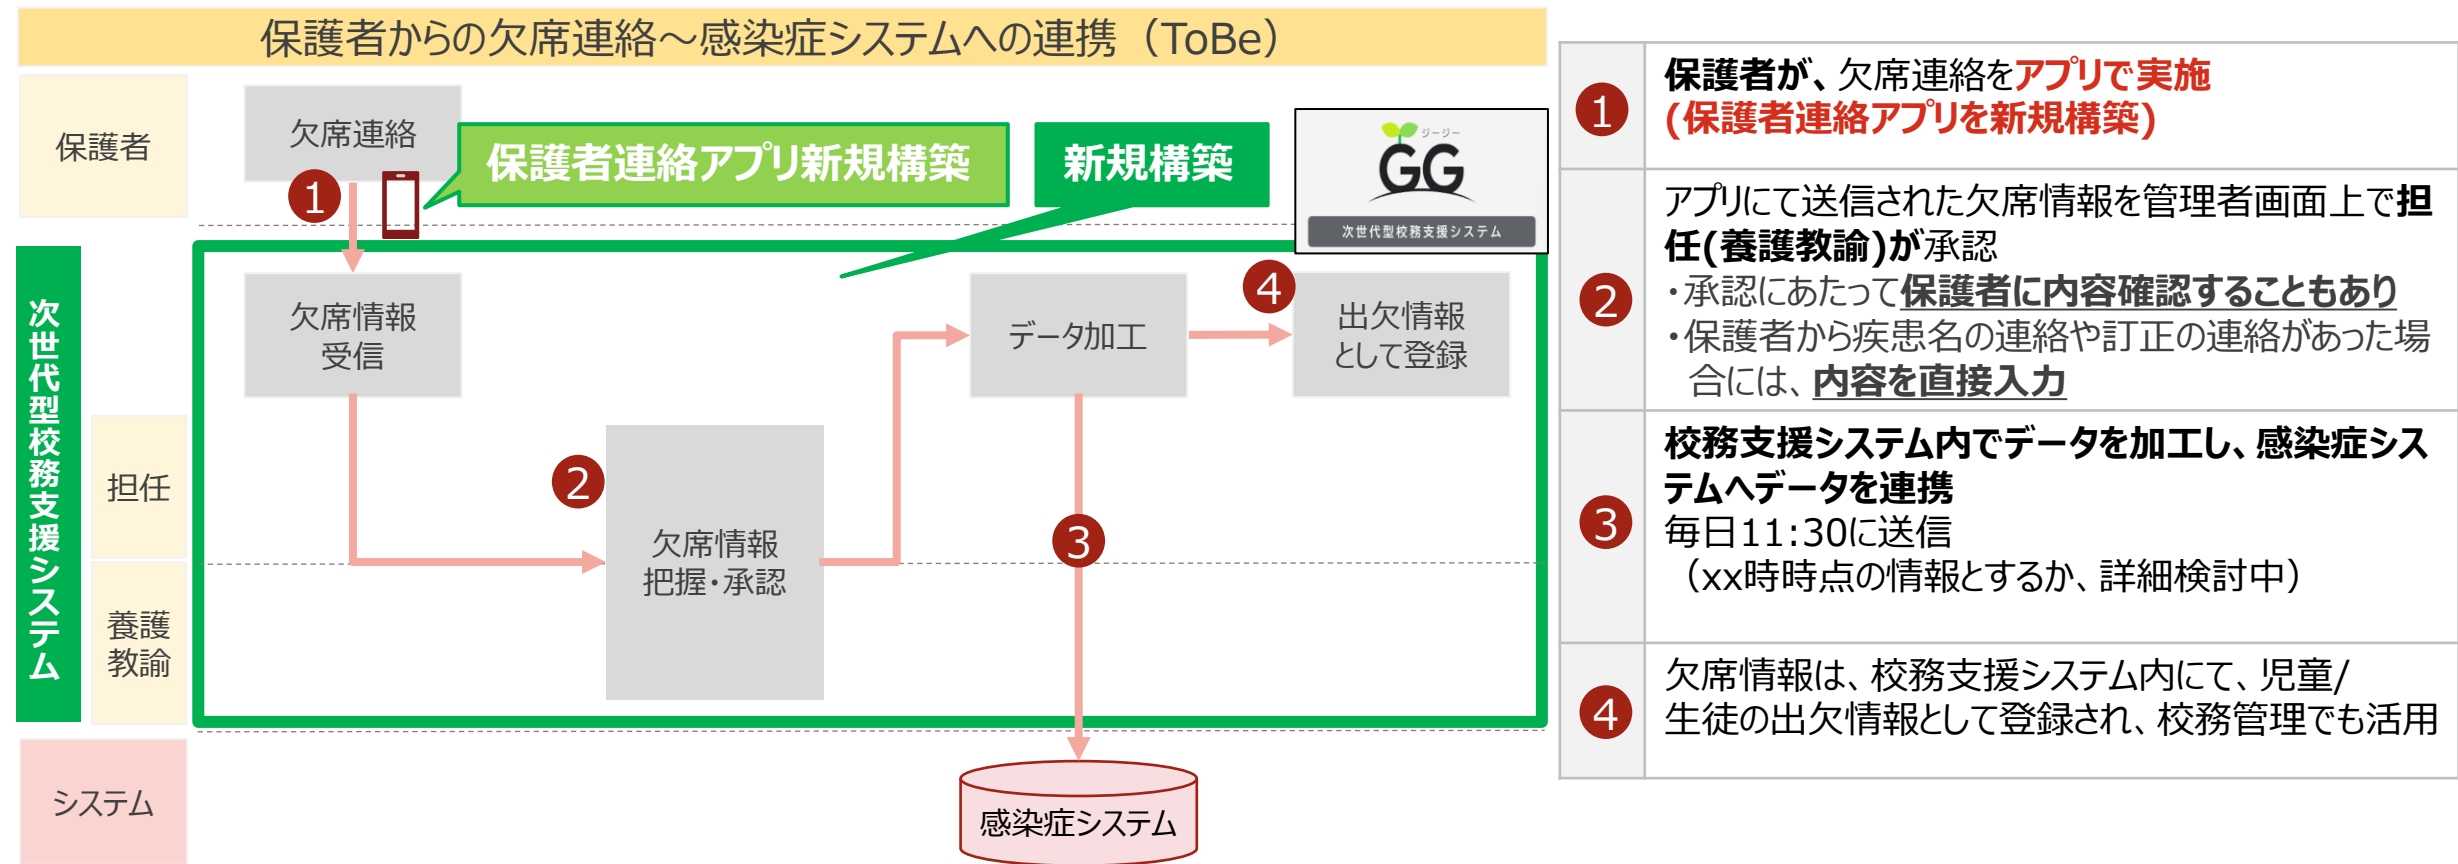 保護者からの欠席連絡～感染症システムへの連携（ToBe）
保護者
欠席連絡
1
保護者連絡アプリ新規構築
新規構築
ジージー
GG
次世代型校務支援システム
次世代型校務支援システム
担任
養護
教諭
欠席情報
受信
2
欠席情報
把握・承認
データ加工
3
4
出欠情報
として登録
システム
感染症システム
1
保護者が、欠席連絡をアプリで実施
(保護者連絡アプリを新規構築)
2
アプリにて送信された欠席情報を管理者画面上で担
任(養護教諭)が承認
・承認にあたって保護者に内容確認することもあり
・保護者から疾患名の連絡や訂正の連絡があった場
合には、内容を直接入力
3
校務支援システム内でデータを加工し、感染症シス
テムへデータを連携
毎日11:30に送信
（xx時時点の情報とするか、詳細検討中）
4
欠席情報は、校務支援システム内にて、児童/
生徒の出欠情報として登録され、校務管理でも活用